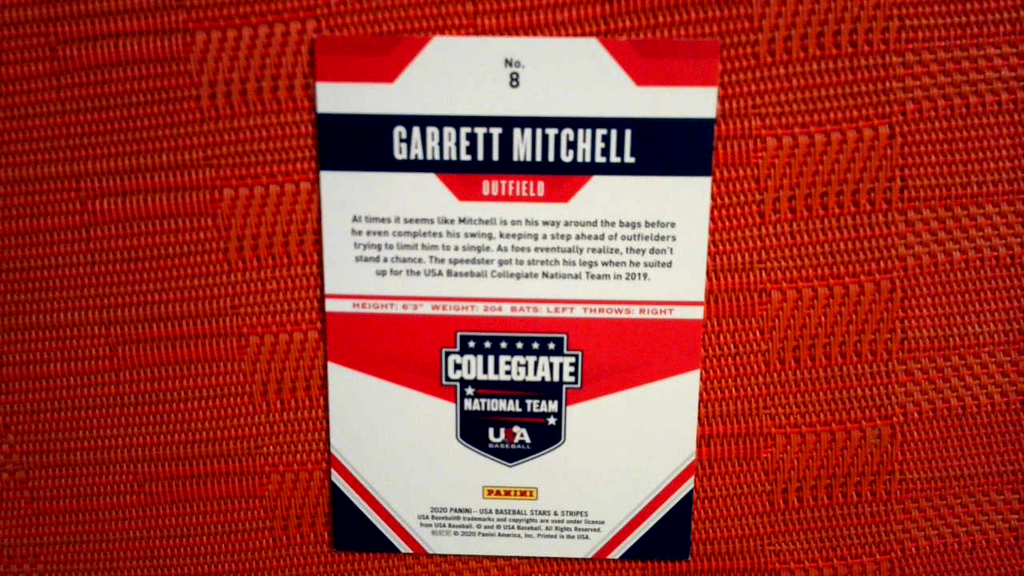 No.
8
GARRETT MITCHELL
OUTFIELD
At times it seems like Mitchell is on his way around the bags before
he even completes his swing, keeping a step ahead of outfielders
trying to limit him to a single. As foes eventually realize, they don't
stand a chance. The speedster got to stretch his legs when he suited
up for the USA Baseball Collegiate National Team in 2019.
HEIGHT: 6'3" WEIGHT: 204 BATS: LEFT THROWS: RIGHT
COLLEGIATE
NATIONAL TEAM
USA
BASEBALL
PANINI
2020 PANINI – USA BASEBALL STARS & STRIPES
USA Baseball® trademarks and copyrights are used under license
from USA Baseball. © and ® USA Baseball. All Rights Reserved.
© 2020 Panini America, Inc. Printed in the USA.